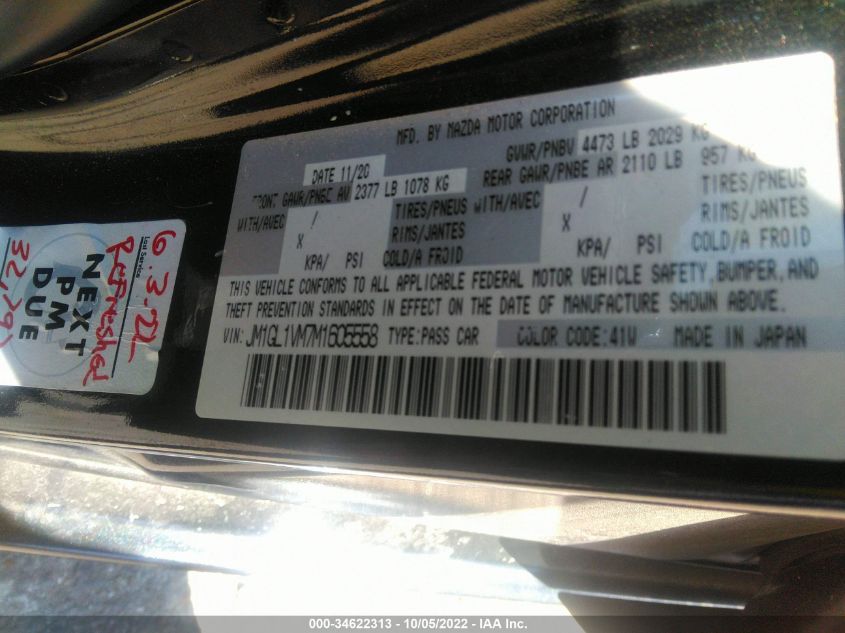 MFD. BY MAZDA MOTOR CORPORATION
DATE 11/20 GVWR/PNBV 4473 LB 2029 KG
FRONT GAWR/PNBE AV 2377 LB 1078 KG REAR GAWR/PNBE AR 2110 LB 957 KG
WITH/AVEC / TIRES/PNEUS WITH/AVEC / TIRES/PNEUS
X RIMS/JANTES X RIMS/JANTES
KPA/ PSI COLD/A FROID KPA/ PSI COLD/A FROID
THIS VEHICLE CONFORMS TO ALL APPLICABLE FEDERAL MOTOR VEHICLE SAFETY, BUMPER, AND
THEFT PREVENTION STANDARDS IN EFFECT ON THE DATE OF MANUFACTURE SHOWN ABOVE.
VIN: JM1GL1VM7M1605558 TYPE:PASS CAR COLOR CODE:41V MADE IN JAPAN
Last Service
6.3.22
Refreshed
NEXT
PM
DUE
000-34622313 - 10/05/2022 - IAA Inc.